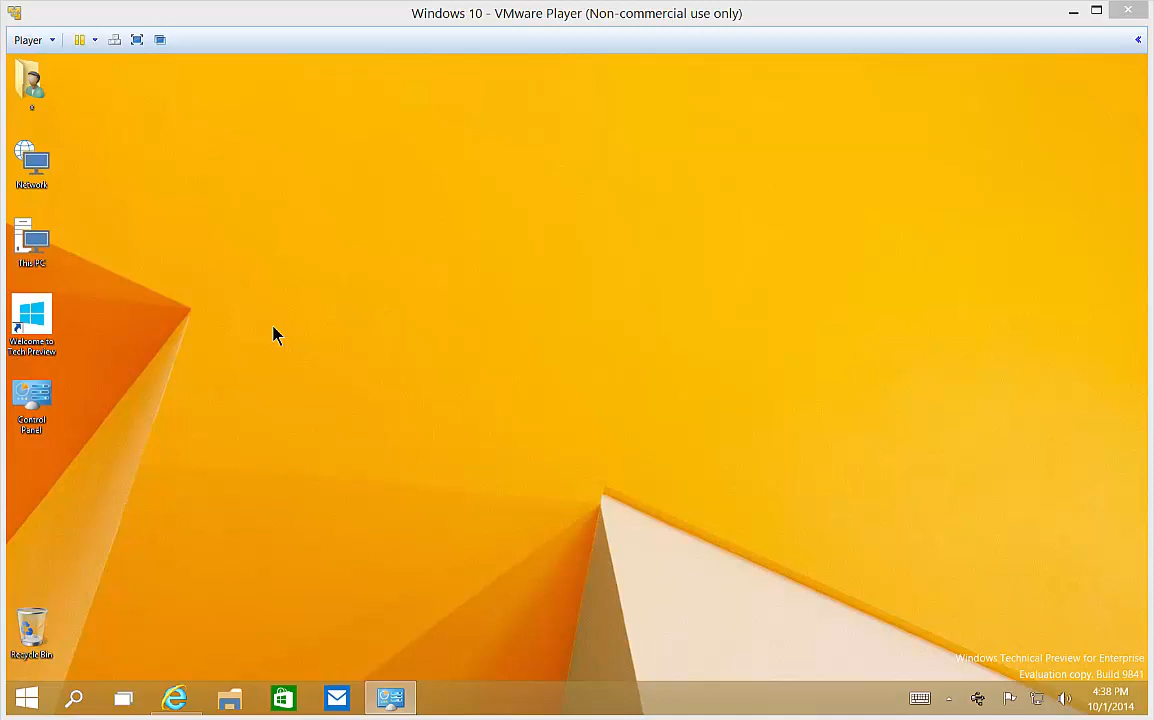 Windows 10 - VMware Player (Non-commercial use only)
Player
Network
This PC
Welcome to
Tech Preview
Control
Panel
Recycle Bin
Windows Technical Preview for Enterprise
Evaluation copy. Build 9841
4:38 PM
10/1/2014